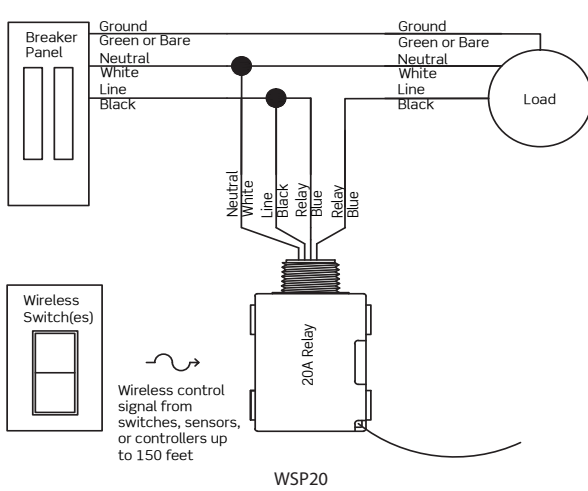 Breaker
Panel
Ground
Green or Bare
Neutral
White
Line
Black
Ground
Green or Bare
Neutral
White
Line
Black
Load
Neutral
White
Line
Black
Relay
Blue
Relay
Blue
Wireless
Switch(es)
Wireless control
signal from
switches, sensors,
or controllers up
to 150 feet
20A Relay
WSP20